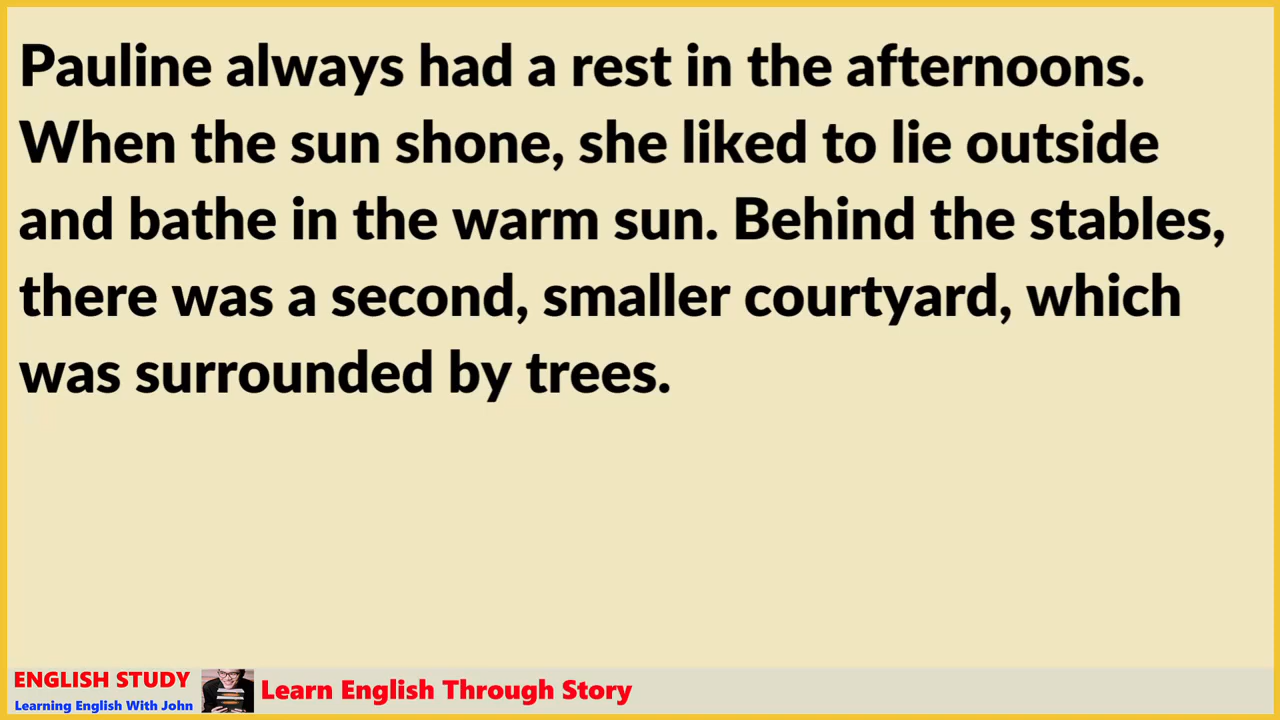 Pauline always had a rest in the afternoons.
When the sun shone, she liked to lie outside
and bathe in the warm sun. Behind the stables,
there was a second, smaller courtyard, which
was surrounded by trees.
ENGLISH STUDY
Learning English With John
Learn English Through Story